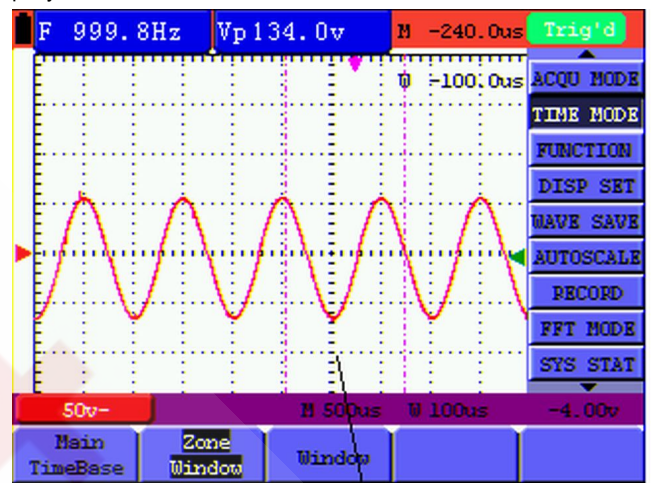 F 999.8Hz Vp134.0v M -240.0us Trig'd
W -100.0us
ACQU MODE
TIME MODE
FUNCTION
DISP SET
WAVE SAVE
AUTOSCALE
RECORD
FFT MODE
SYS STAT
50v~ M 500us W 100us -4.00v
Main
TimeBase
Zone
Window
Window